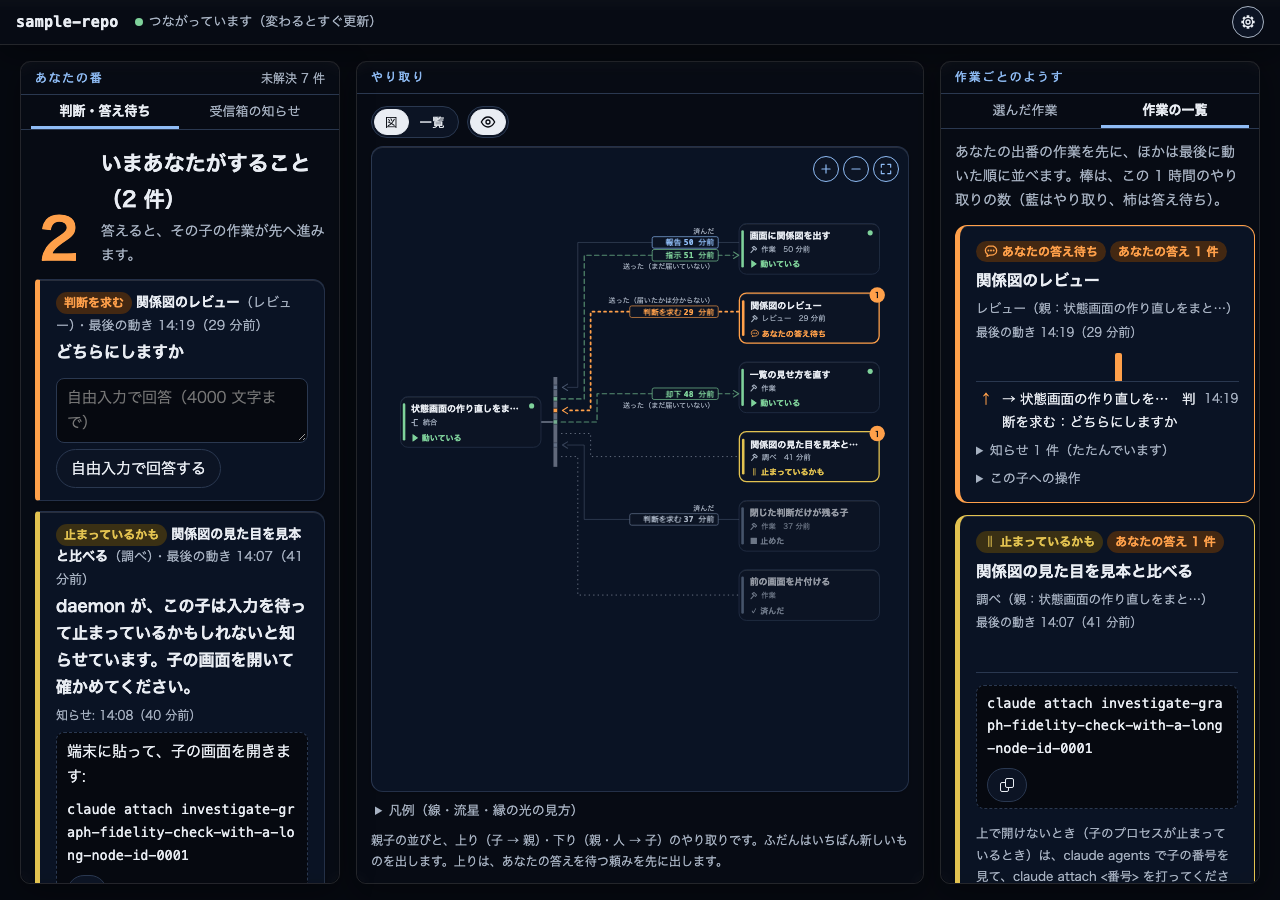 sample-repo
つながっています（変わるとすぐ更新）
あなたの番
未解決 7 件
判断・答え待ち
受信箱の知らせ
2
いまあなたがすること
（2 件）
答えると、その子の作業が先へ進み
ます。
判断を求む 関係図のレビュー（レビュ
ー）・最後の動き 14:19（29 分前）
どちらにしますか
自由入力で回答（4000 文字ま
で）
自由入力で回答する
止まっているかも 関係図の見た目を見本
と比べる（調べ）・最後の動き 14:07（41
分前）
daemon が、この子は入力を待っ
て止まっているかもしれないと知
らせています。子の画面を開いて
確かめてください。
知らせ: 14:08（40 分前）
端末に貼って、子の画面を開きま
す:
claude attach investigate-gr
aph-fidelity-check-with-a-lo
ng-node-id-0001
やり取り
図
一覧
状態画面の作り直しをま…
統合
動いている
済んだ
報告 50 分前
指示 51 分前
送った（まだ届いていない）
画面に関係図を出す
作業 50 分前
動いている
送った（届いたかは分からない）
判断を求む 29 分前
1
関係図のレビュー
レビュー 29 分前
あなたの答え待ち
却下 48 分前
送った（まだ届いていない）
一覧の見せ方を直す
作業
動いている
1
関係図の見た目を見本と…
調べ 41 分前
止まっているかも
済んだ
判断を求む 37 分前
閉じた判断だけが残る子
作業 37 分前
止めた
前の画面を片付ける
作業
✓ 済んだ
▶ 凡例（線・流星・縁の光の見方）
親子の並びと、上り（子 → 親）・下り（親・人 → 子）のやり取りです。ふだんはいちばん新しいも
のを出します。上りは、あなたの答えを待つ頼みを先に出します。
作業ごとのようす
選んだ作業
作業の一覧
あなたの出番の作業を先に、ほかは最後に動
いた順に並べます。棒は、この 1 時間のやり
取りの数（藍はやり取り、柿は答え待ち）。
あなたの答え待ち
あなたの答え 1 件
関係図のレビュー
レビュー（親：状態画面の作り直しをまと…）
最後の動き 14:19（29 分前）
↑ → 状態画面の作り直しを… 判 14:19
断を求む：どちらにしますか
▶ 知らせ 1 件（たたんでいます）
▶ この子への操作
止まっているかも
あなたの答え 1 件
関係図の見た目を見本と比べる
調べ（親：状態画面の作り直しをまと…）
最後の動き 14:07（41 分前）
claude attach investigate-gra
ph-fidelity-check-with-a-long
-node-id-0001
上で開けないとき（子のプロセスが止まって
いるとき）は、claude agents で子の番号を
見て、claude attach <番号> を打ってくださ